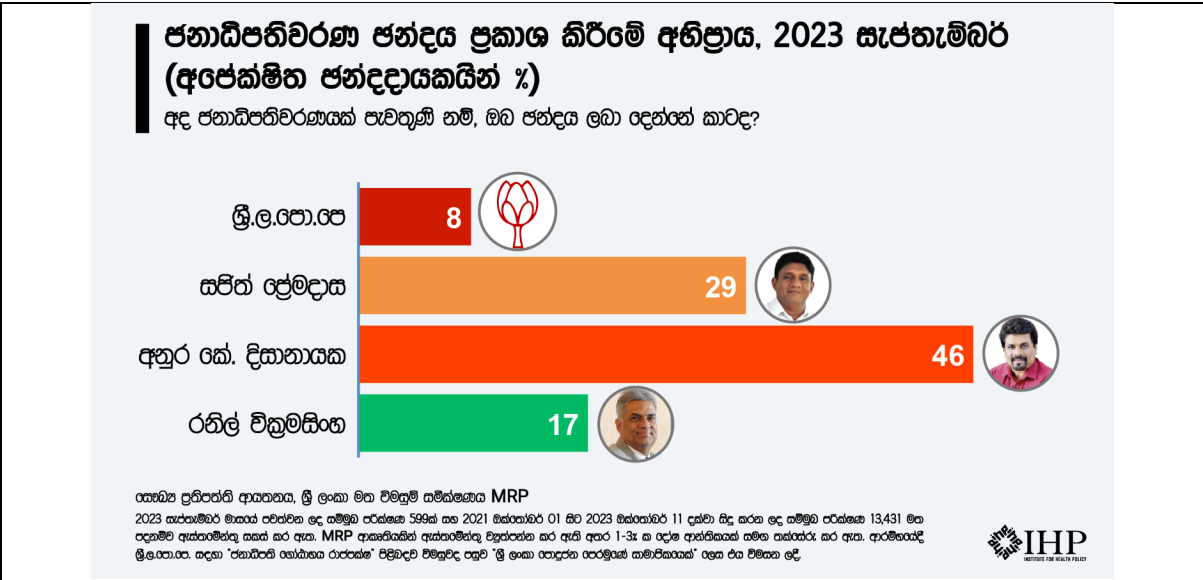 ජනාධිපතිවරණ ඡන්දය ප්‍රකාශ කිරීමේ අභිප්‍රාය, 2023 සැප්තැම්බර්
(අපේක්ෂිත ඡන්දදායකයින් %)
අද ජනාධිපතිවරණයක් පැවතුණි නම්, ඔබ ඡන්දය ලබා දෙන්නේ කාටද?
ශ්‍රී.ල.පො.පෙ 8
සජිත් ප්‍රේමදාස 29
අනුර කේ. දිසානායක 46
රනිල් වික්‍රමසිංහ 17
සෞඛ්‍ය ප්‍රතිපත්ති ආයතනය, ශ්‍රී ලංකා මත විමසුම් සමීක්ෂණය MRP
2023 සැප්තැම්බර් මාසයේ පවත්වන ලද සම්මුඛ පරීක්ෂණ 599ක් සහ 2021 ඔක්තෝබර් 01 සිට 2023 ඔක්තෝබර් 11 දක්වා සිදු කරන ලද සම්මුඛ පරීක්ෂණ 13,431 මත
පදනම්ව ඇස්තමේන්තු සකස් කර ඇත. MRP ආකෘතියකින් ඇස්තමේන්තු ව්‍යුත්පන්න කර ඇති අතර 1-3% ක දෝෂ ආන්තිකයක් සමඟ තක්සේරු කර ඇත. ආරම්භයේදී
ශ්‍රී.ල.පො.පෙ. සඳහා "ජනාධිපති ගෝඨාභය රාජපක්ෂ" පිළිබඳව විමසුවද පසුව "ශ්‍රී ලංකා පොදුජන පෙරමුණේ සාමාජිකයෙක්" ලෙස එය විමසන ලදී.
IHP
INSTITUTE FOR HEALTH POLICY